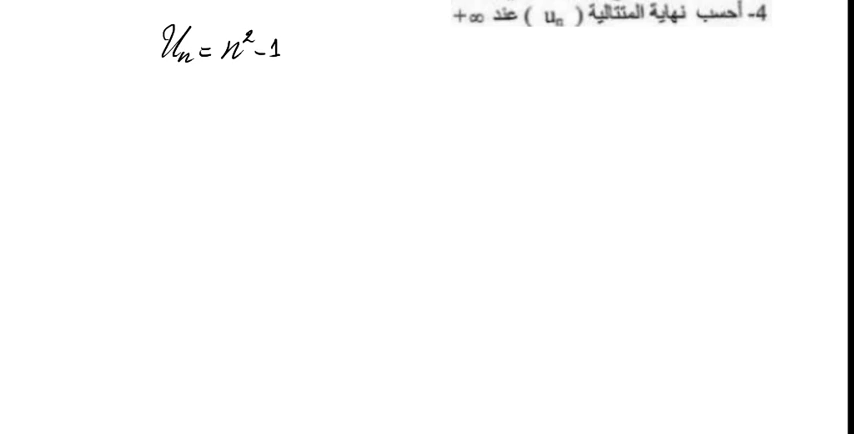 4- أحسب نهاية المتتالية ( uₙ ) عند ∞+
Uₙ = n² - 1